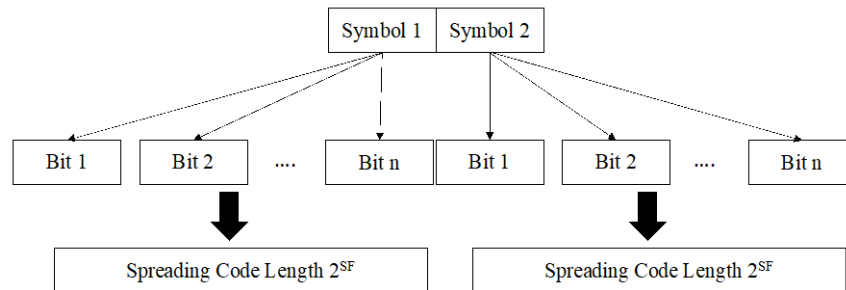 Symbol 1 Symbol 2
Bit 1 Bit 2 .... Bit n Bit 1 Bit 2 .... Bit n
Spreading Code Length 2^SF Spreading Code Length 2^SF